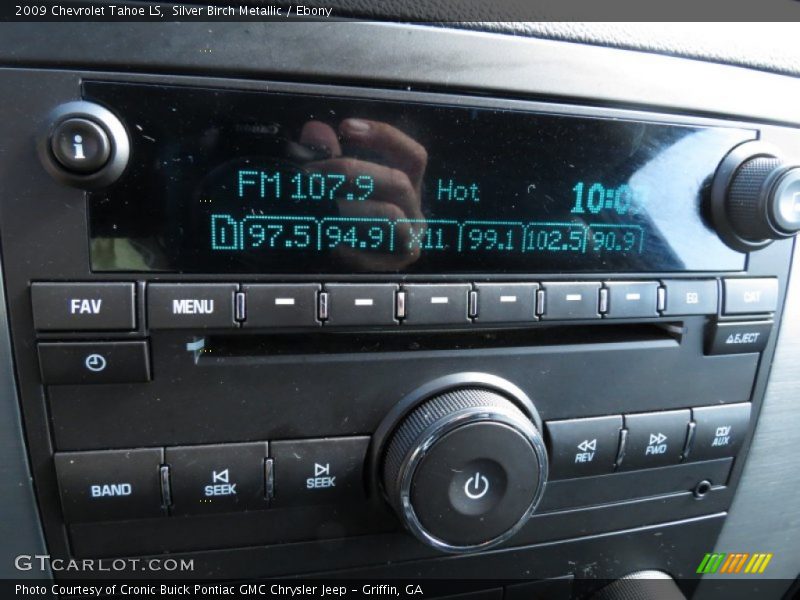 2009 Chevrolet Tahoe LS,  Silver Birch Metallic / Ebony
i
FM 107.9 Hot
1 97.5 94.9 X11 99.1 102.5 90.9
FAV MENU EQ CAT
EJECT
BAND SEEK SEEK REV FWD CD/AUX
GTCARLOT.COM
Photo Courtesy of Cronic Buick Pontiac GMC Chrysler Jeep - Griffin, GA